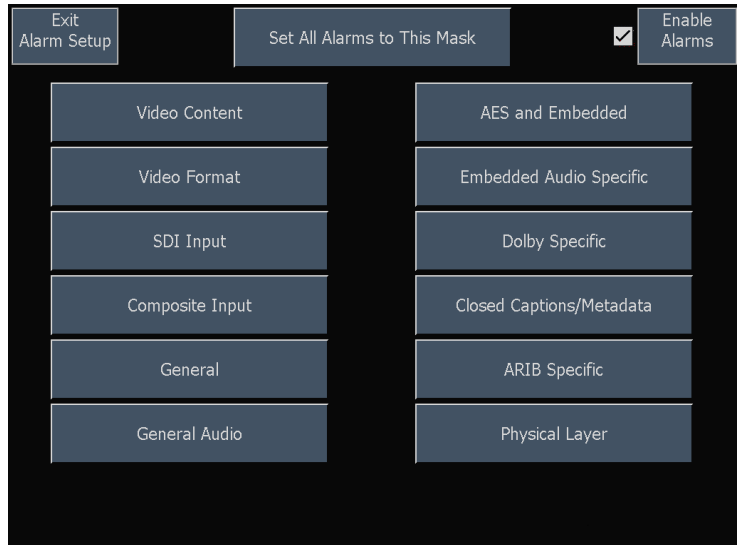 Exit
Alarm Setup
Set All Alarms to This Mask
Enable
Alarms
Video Content
AES and Embedded
Video Format
Embedded Audio Specific
SDI Input
Dolby Specific
Composite Input
Closed Captions/Metadata
General
ARIB Specific
General Audio
Physical Layer